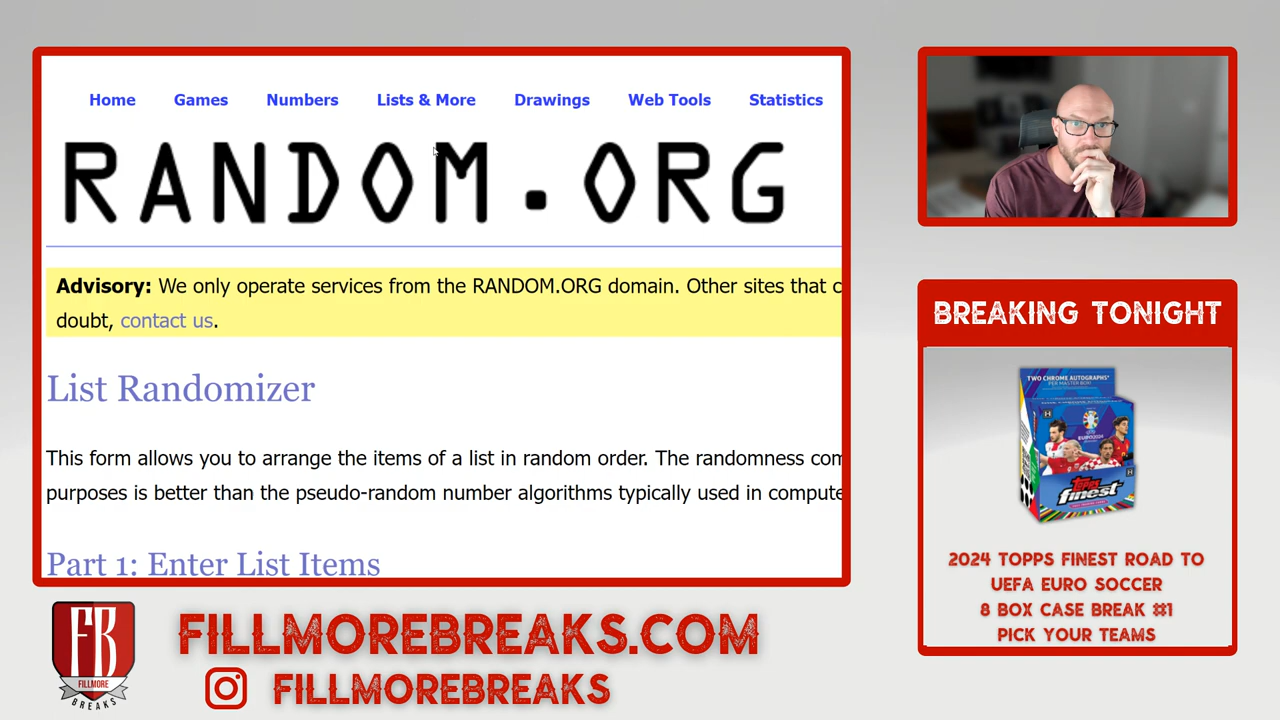 Home Games Numbers Lists & More Drawings Web Tools Statistics
RANDOM.ORG
Advisory: We only operate services from the RANDOM.ORG domain. Other sites that c
doubt, contact us.
List Randomizer
This form allows you to arrange the items of a list in random order. The randomness com
purposes is better than the pseudo-random number algorithms typically used in compute
Part 1: Enter List Items
BREAKING TONIGHT
TWO CHROME AUTOGRAPHS*
PER MASTER BOX!
H
EURO2024
Topps
finest
H
2024 TOPPS FINEST ROAD TO
UEFA EURO SOCCER
8 BOX CASE BREAK #1
PICK YOUR TEAMS
FB
FILLMORE
BREAKS
FILLMOREBREAKS.COM
FILLMOREBREAKS